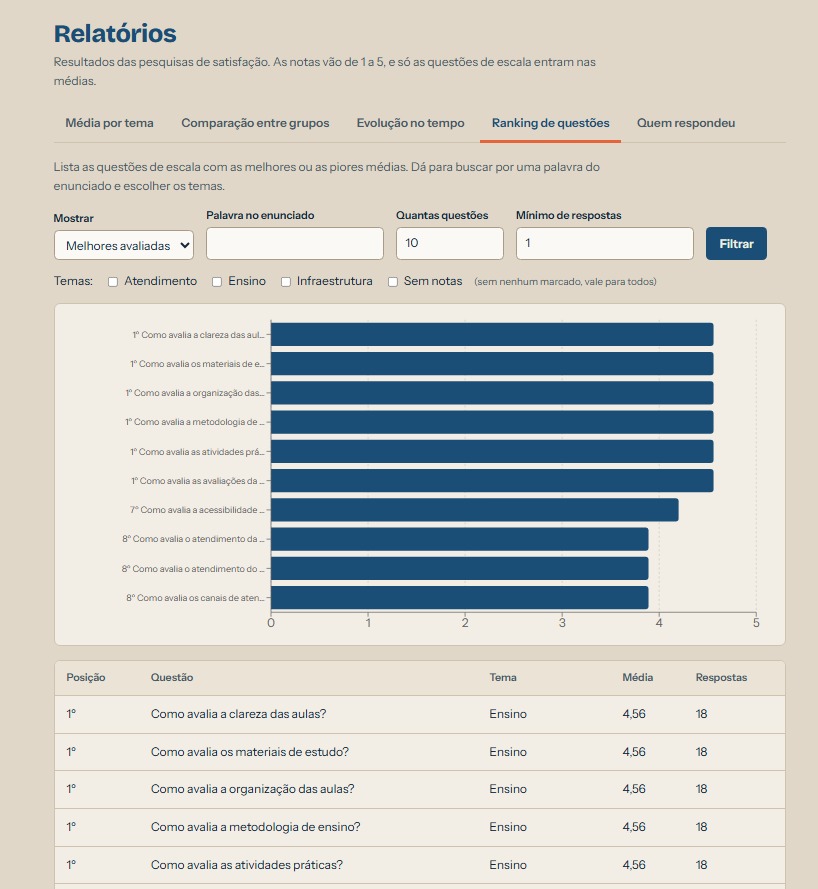 Relatórios
Resultados das pesquisas de satisfação. As notas vão de 1 a 5, e só as questões de escala entram nas
médias.
Média por tema Comparação entre grupos Evolução no tempo Ranking de questões Quem respondeu
Lista as questões de escala com as melhores ou as piores médias. Dá para buscar por uma palavra do
enunciado e escolher os temas.
Mostrar Palavra no enunciado Quantas questões Mínimo de respostas
Melhores avaliadas 10 1 Filtrar
Temas: Atendimento Ensino Infraestrutura Sem notas (sem nenhum marcado, vale para todos)
1º Como avalia a clareza das aul...
1º Como avalia os materiais de e...
1º Como avalia a organização das...
1º Como avalia a metodologia de ...
1º Como avalia as atividades prá...
1º Como avalia as avaliações da ...
7º Como avalia a acessibilidade ...
8º Como avalia o atendimento da ...
8º Como avalia o atendimento do ...
8º Como avalia os canais de aten...
0 1 2 3 4 5
Posição Questão Tema Média Respostas
1º Como avalia a clareza das aulas? Ensino 4,56 18
1º Como avalia os materiais de estudo? Ensino 4,56 18
1º Como avalia a organização das aulas? Ensino 4,56 18
1º Como avalia a metodologia de ensino? Ensino 4,56 18
1º Como avalia as atividades práticas? Ensino 4,56 18